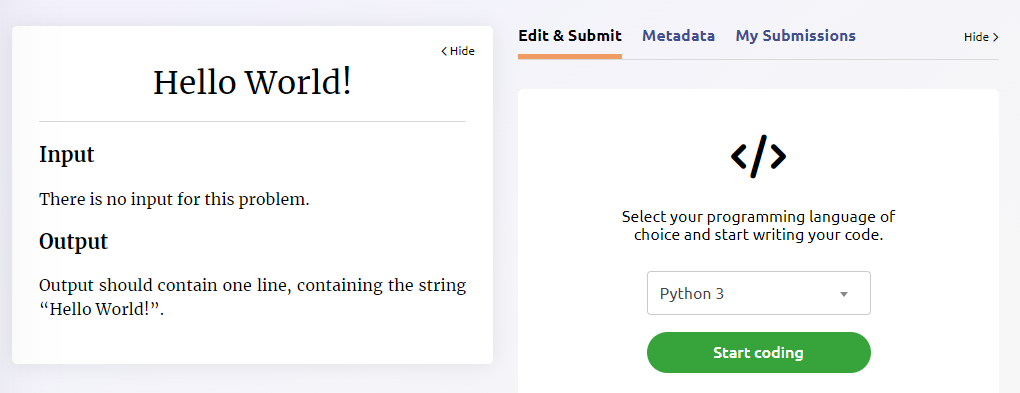 Hide
Hello World!
Input
There is no input for this problem.
Output
Output should contain one line, containing the string
“Hello World!”.
Edit & Submit
Metadata
My Submissions
Hide
</>
Select your programming language of
choice and start writing your code.
Python 3
Start coding